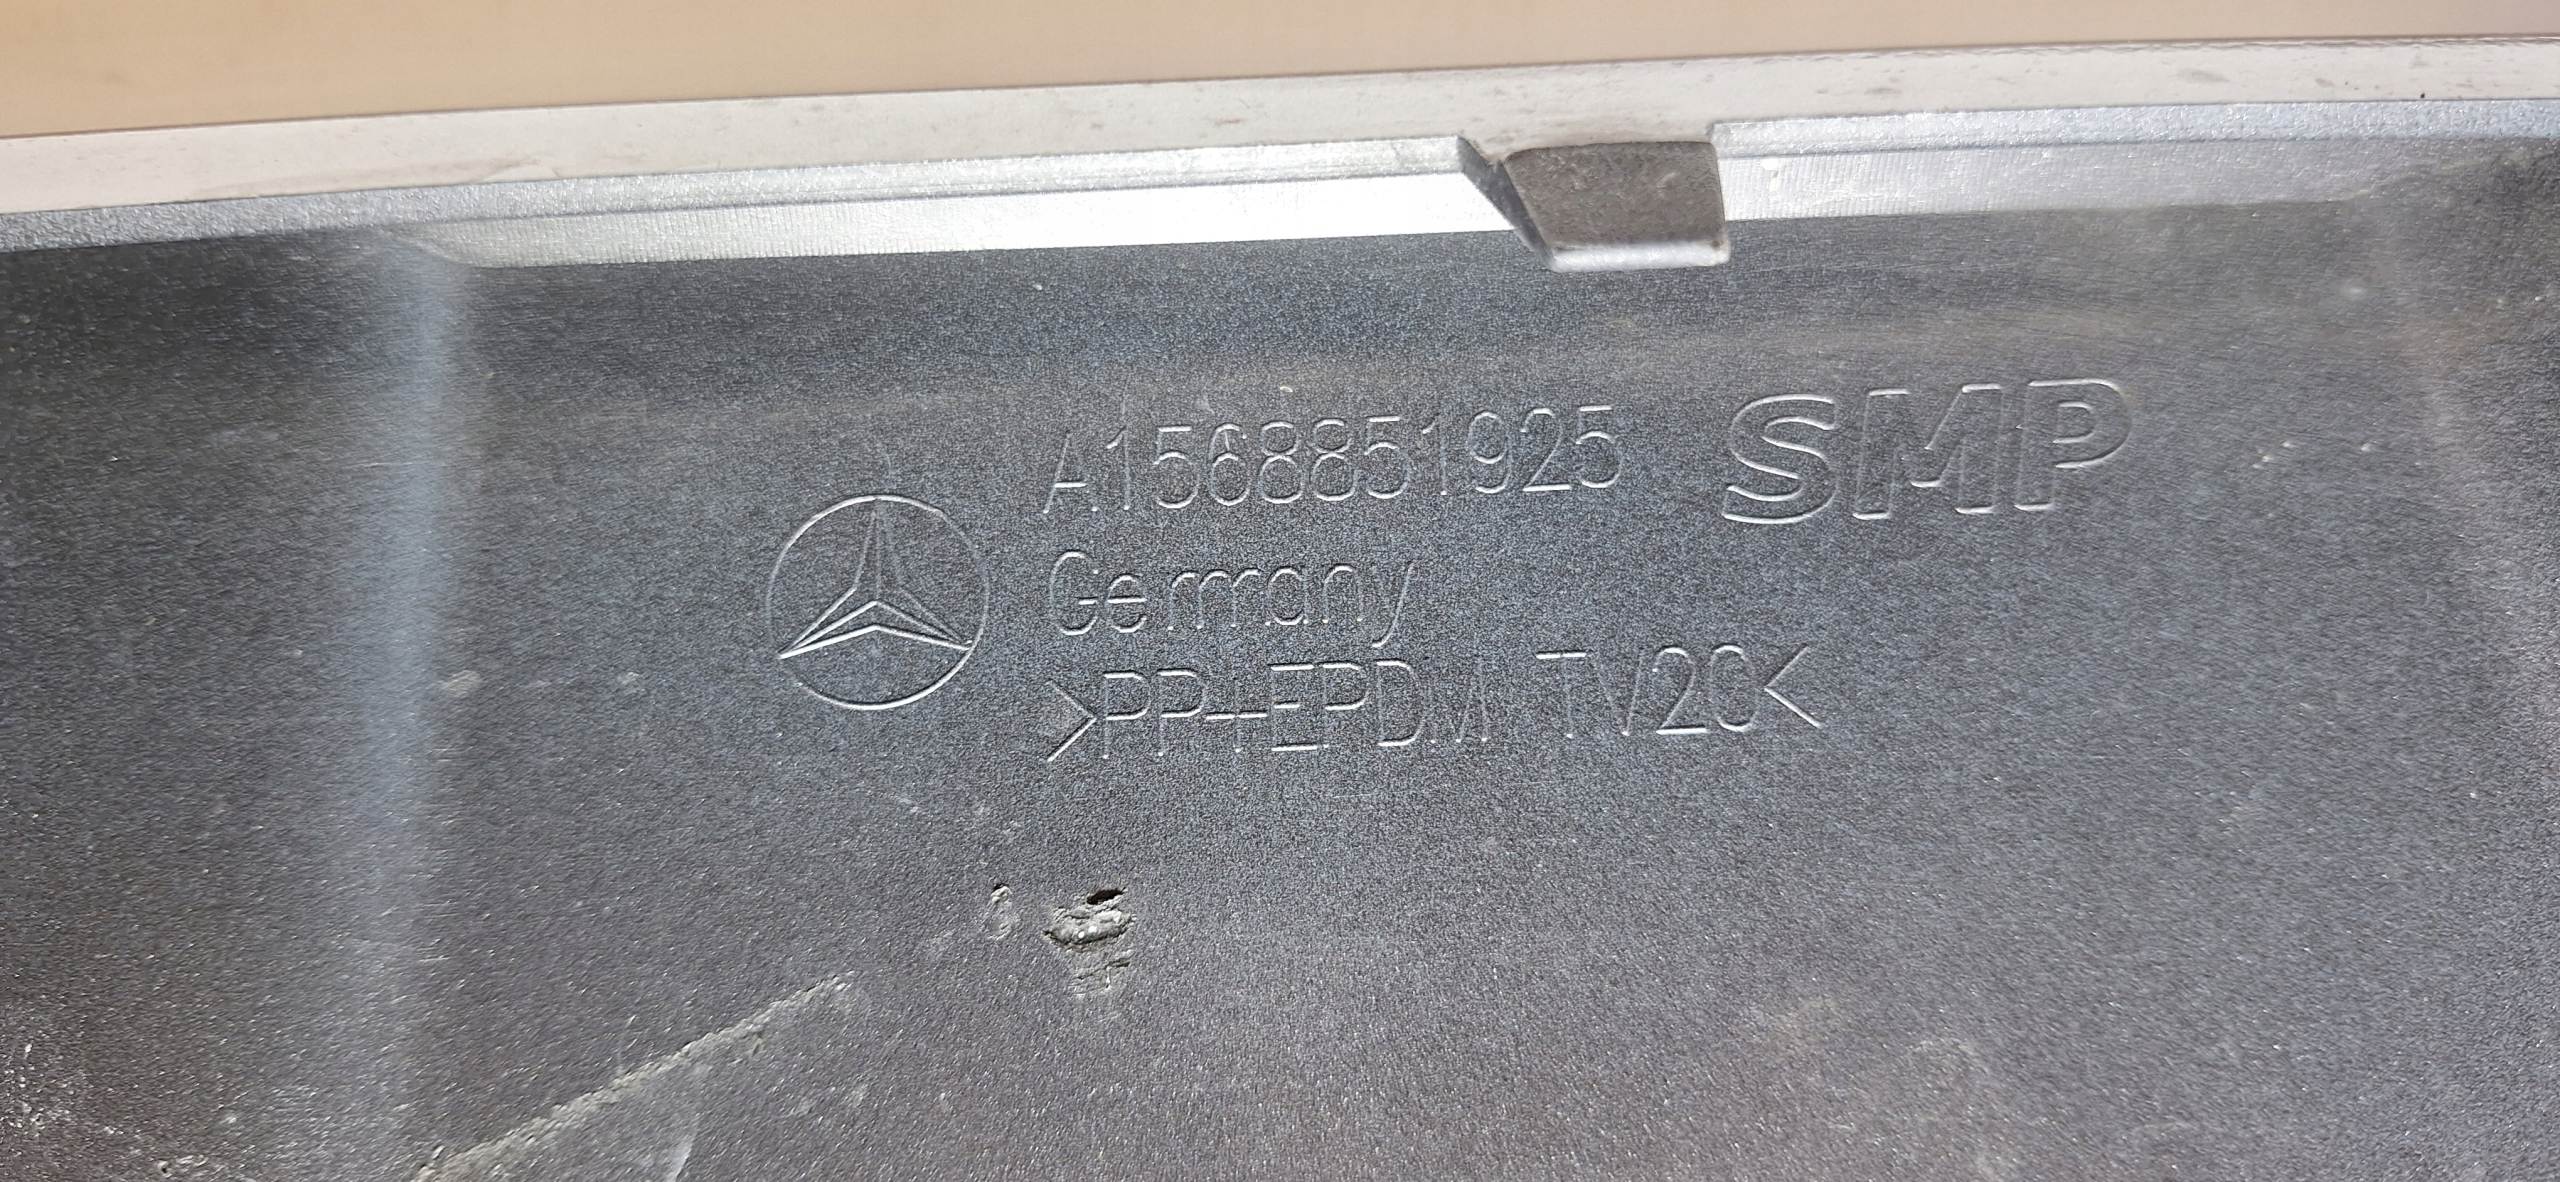 A1568851925 SMP
Germany
>PP+EPDM TV20<